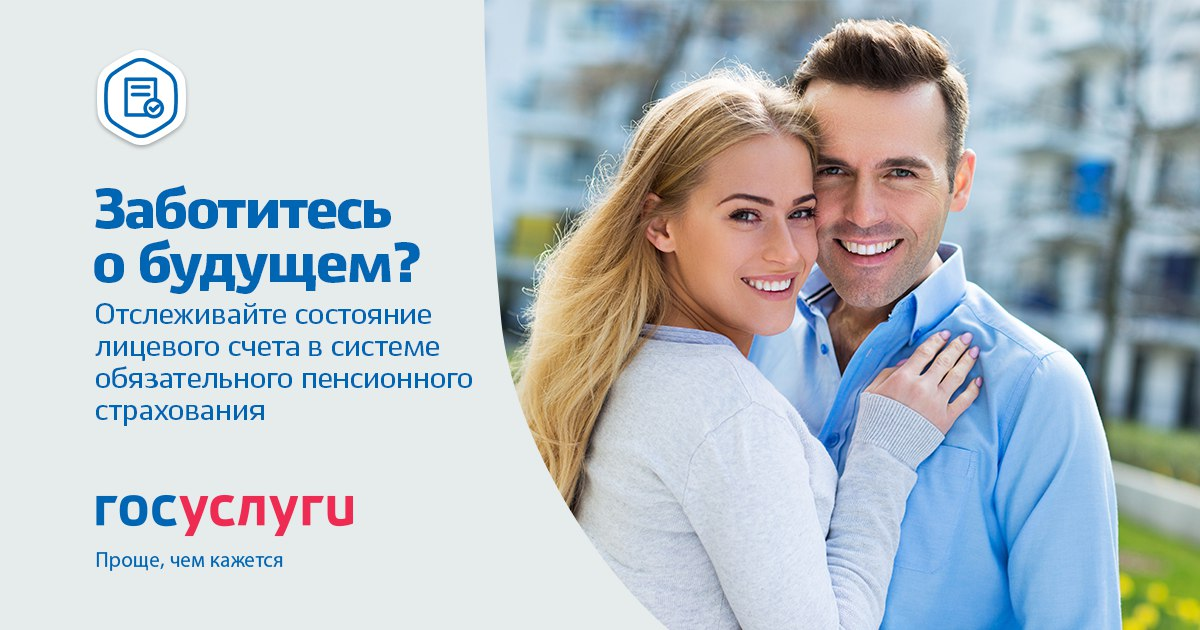 Заботитесь
о будущем?
Отслеживайте состояние
лицевого счета в системе
обязательного пенсионного
страхования
госуслуги
Проще, чем кажется